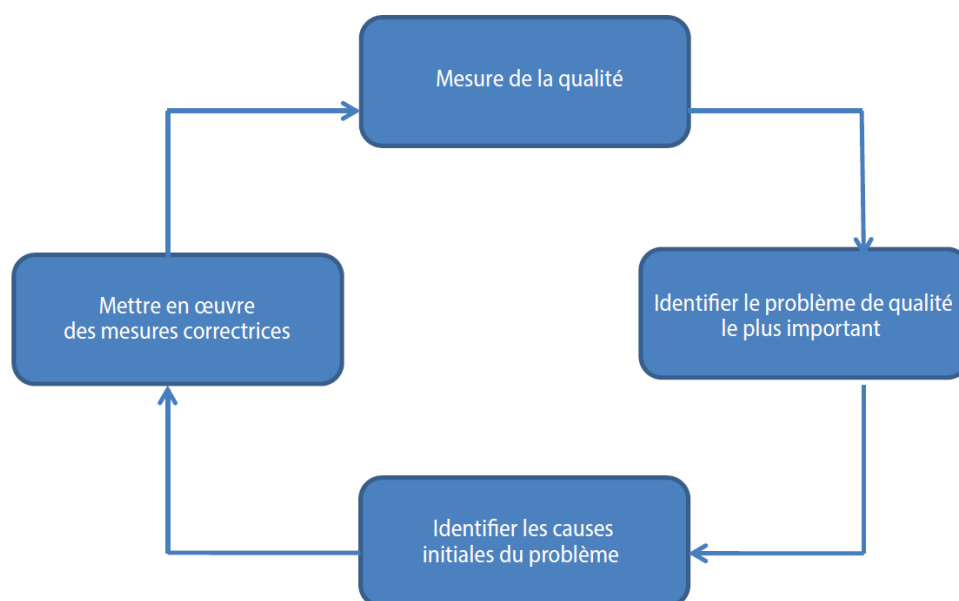 Mesure de la qualité
Identifier le problème de qualité
le plus important
Identifier les causes
initiales du problème
Mettre en œuvre
des mesures correctrices